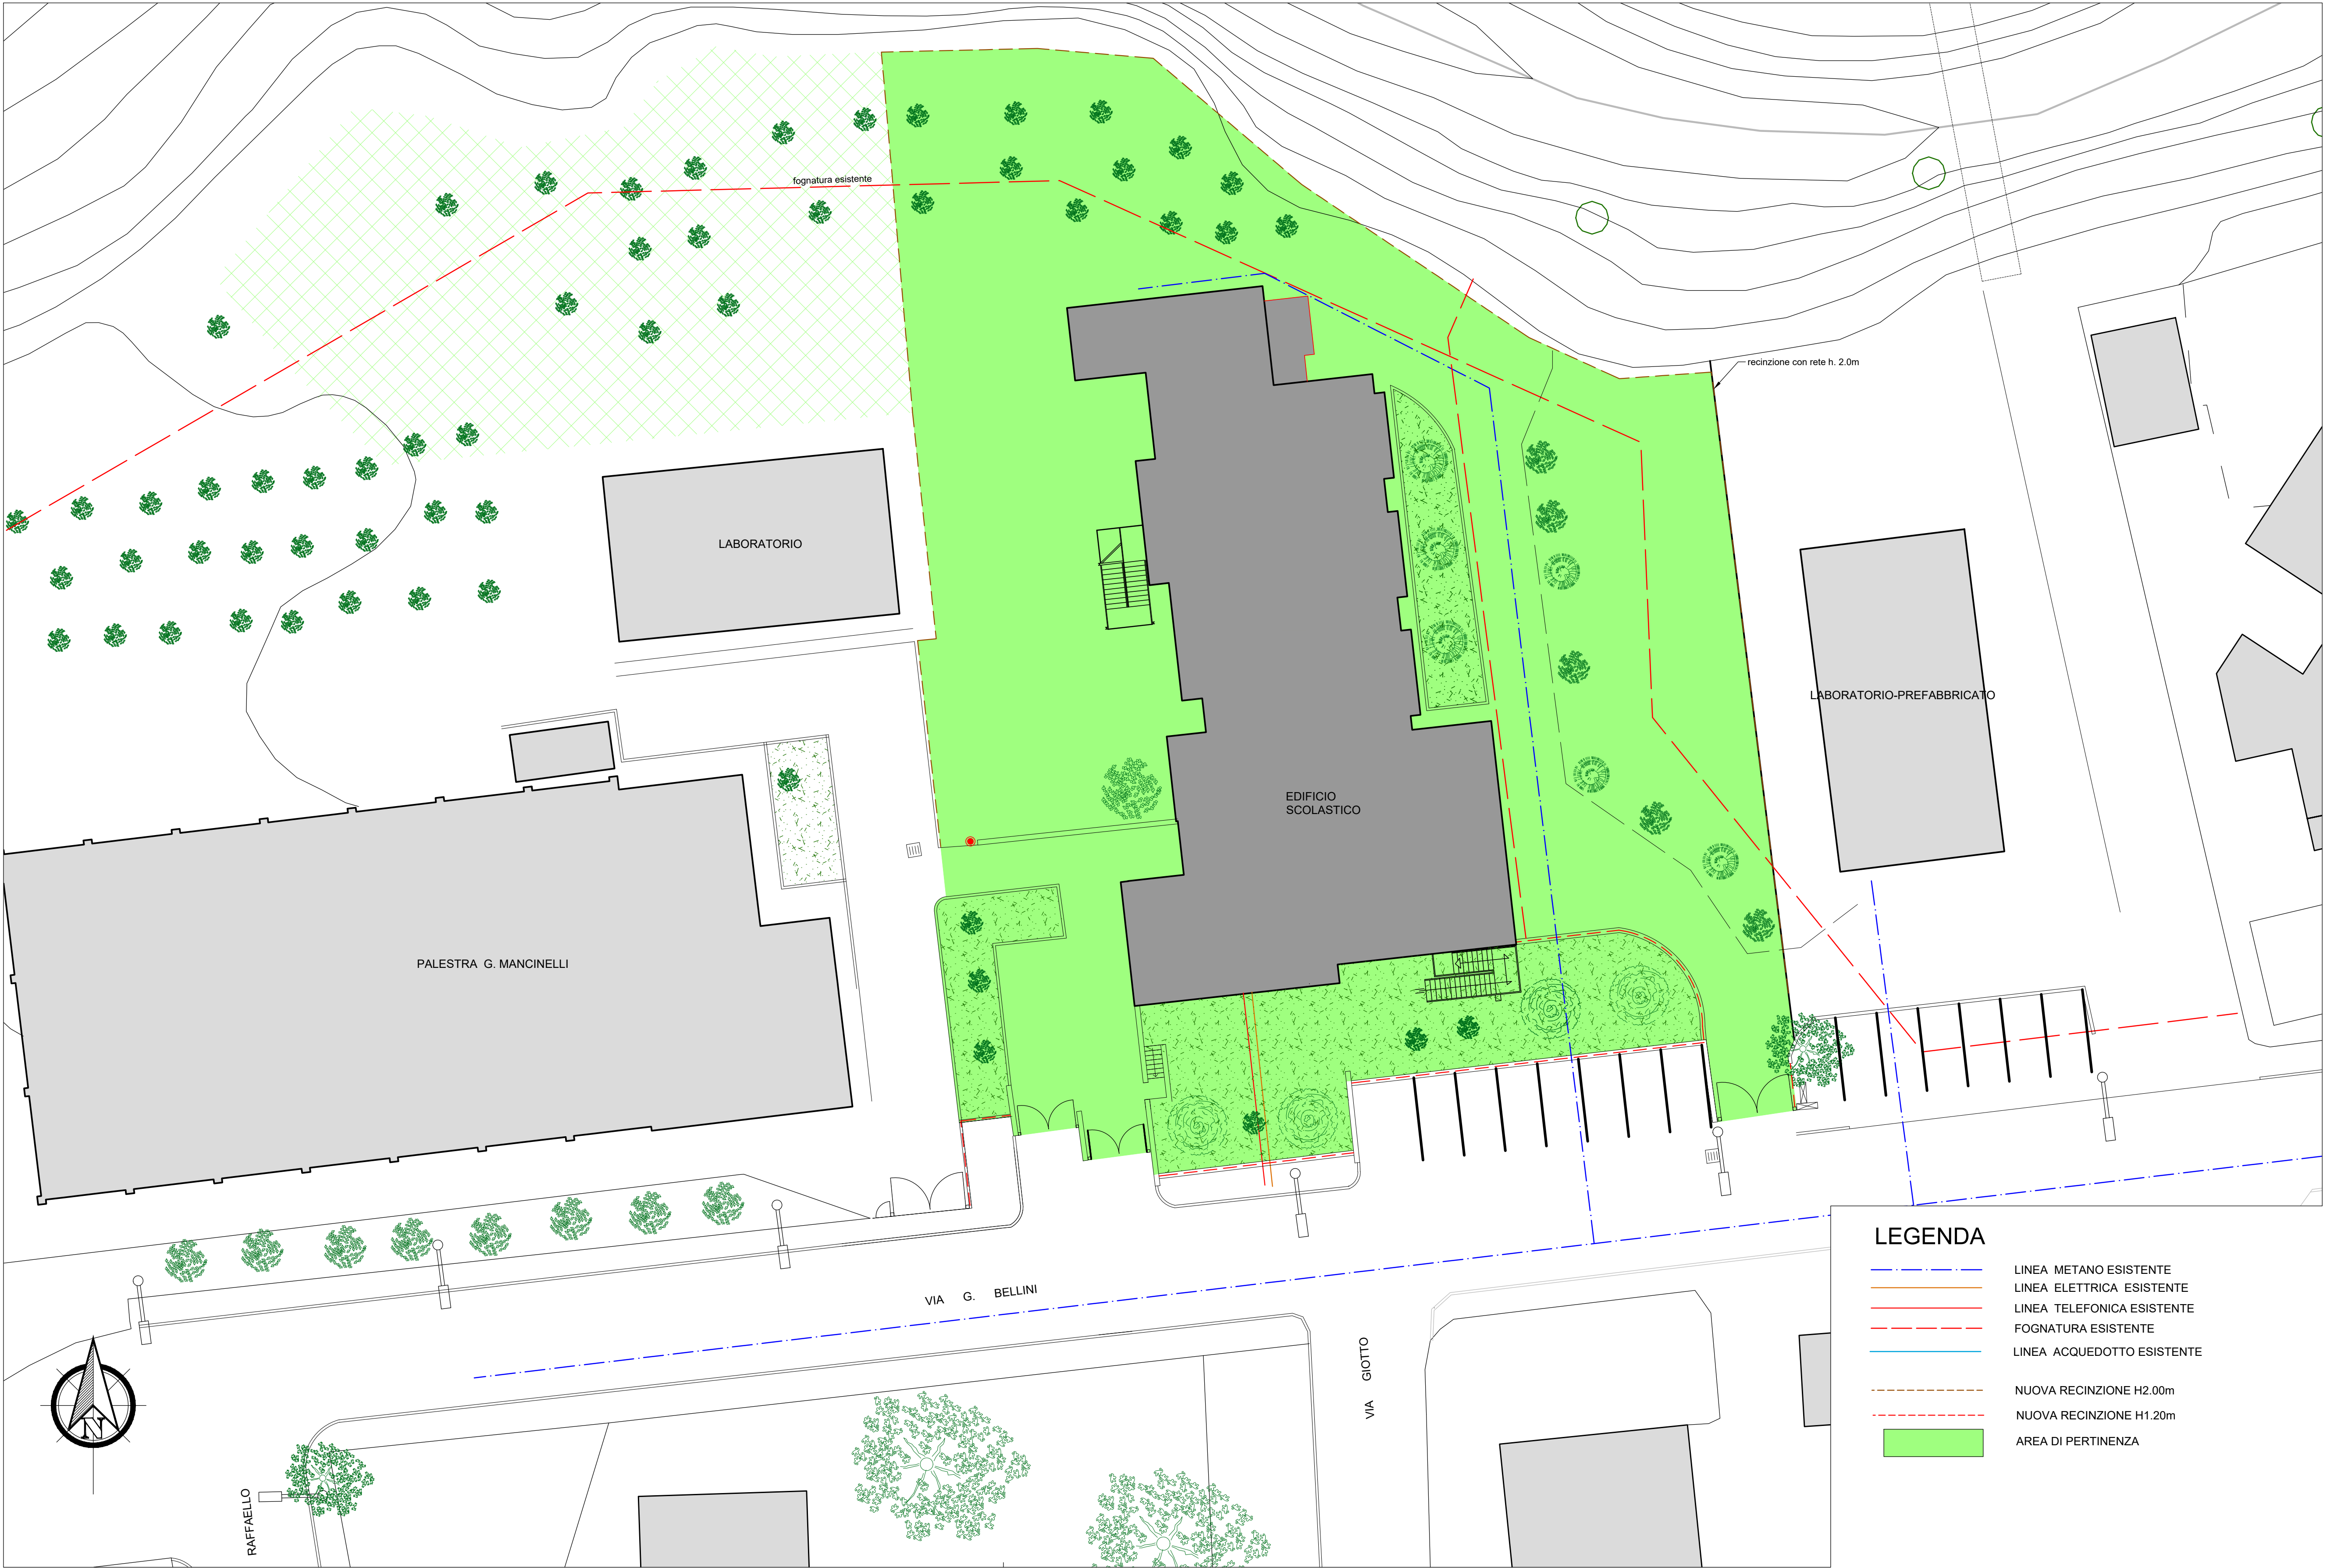 fognatura esistente
recinzione con rete h. 2.0m
LABORATORIO
LABORATORIO-PREFABBRICATO
EDIFICIO
SCOLASTICO
PALESTRA G. MANCINELLI
VIA G. BELLINI
VIA GIOTTO
RAFFAELLO
N
LEGENDA
LINEA METANO ESISTENTE
LINEA ELETTRICA ESISTENTE
LINEA TELEFONICA ESISTENTE
FOGNATURA ESISTENTE
LINEA ACQUEDOTTO ESISTENTE
NUOVA RECINZIONE H2.00m
NUOVA RECINZIONE H1.20m
AREA DI PERTINENZA